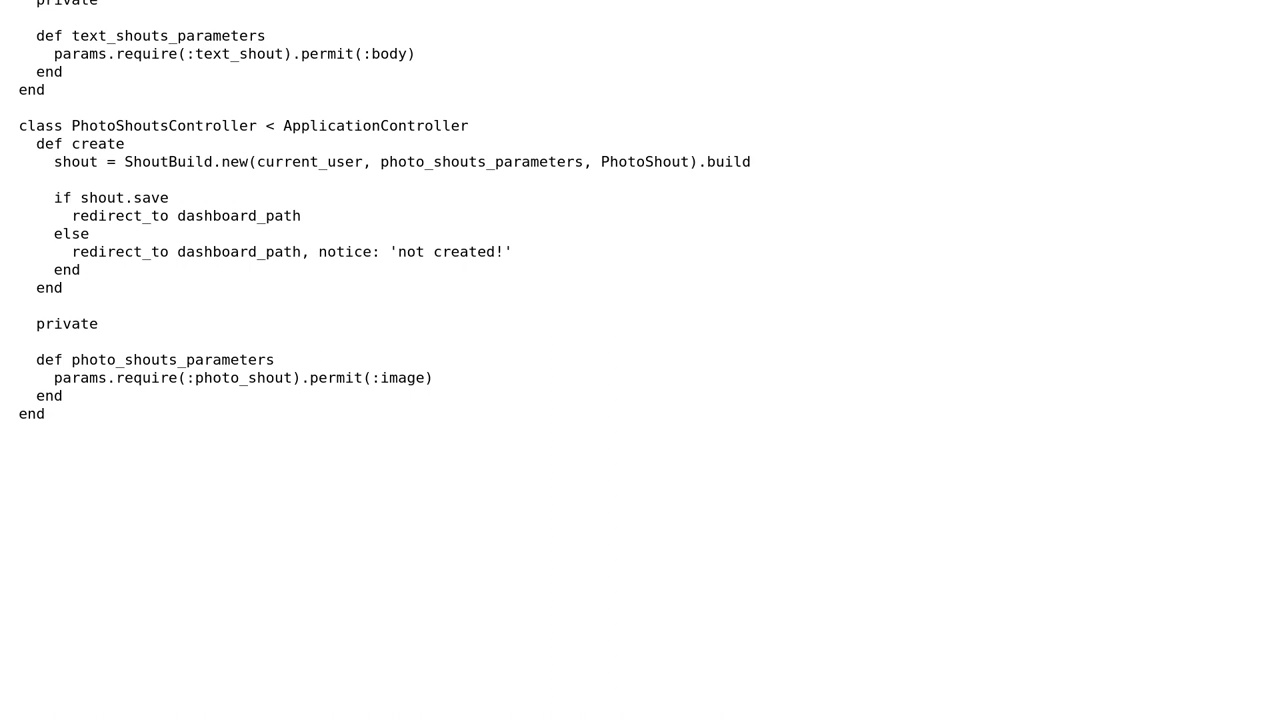 private

  def text_shouts_parameters
    params.require(:text_shout).permit(:body)
  end
end

class PhotoShoutsController < ApplicationController
  def create
    shout = ShoutBuild.new(current_user, photo_shouts_parameters, PhotoShout).build

    if shout.save
      redirect_to dashboard_path
    else
      redirect_to dashboard_path, notice: 'not created!'
    end
  end

  private

  def photo_shouts_parameters
    params.require(:photo_shout).permit(:image)
  end
end